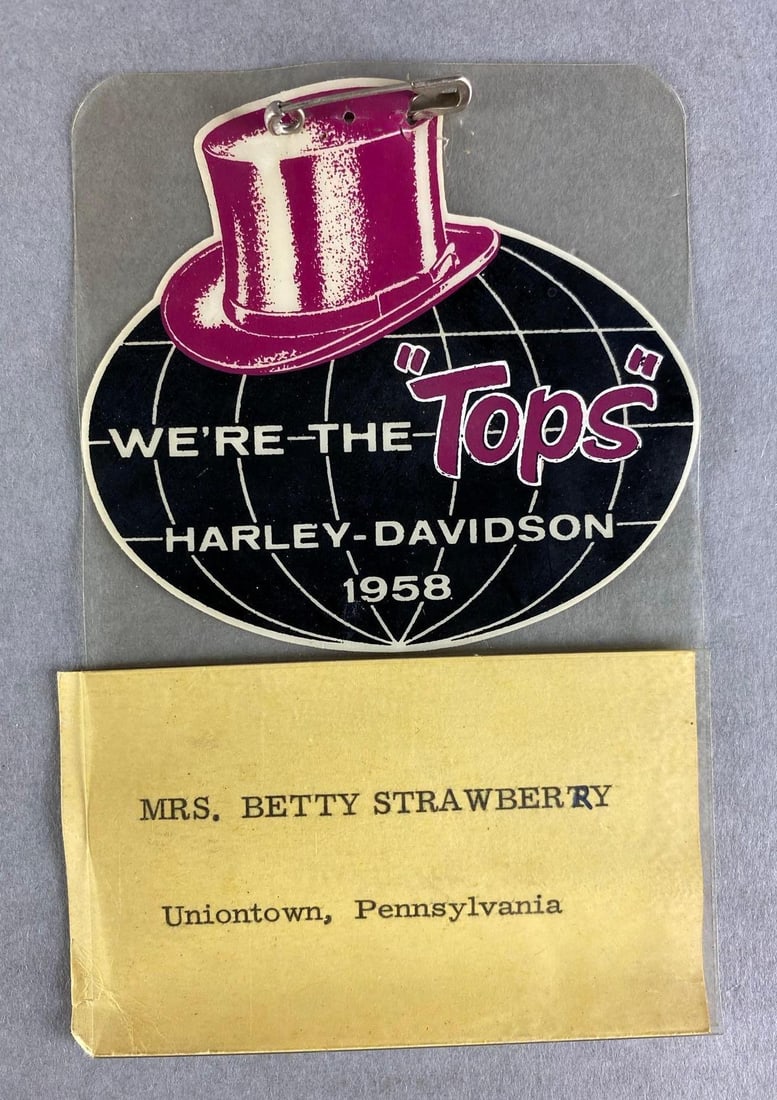 WE'RE THE "Tops"
HARLEY-DAVIDSON
1958
MRS. BETTY STRAWBERRY
Uniontown, Pennsylvania